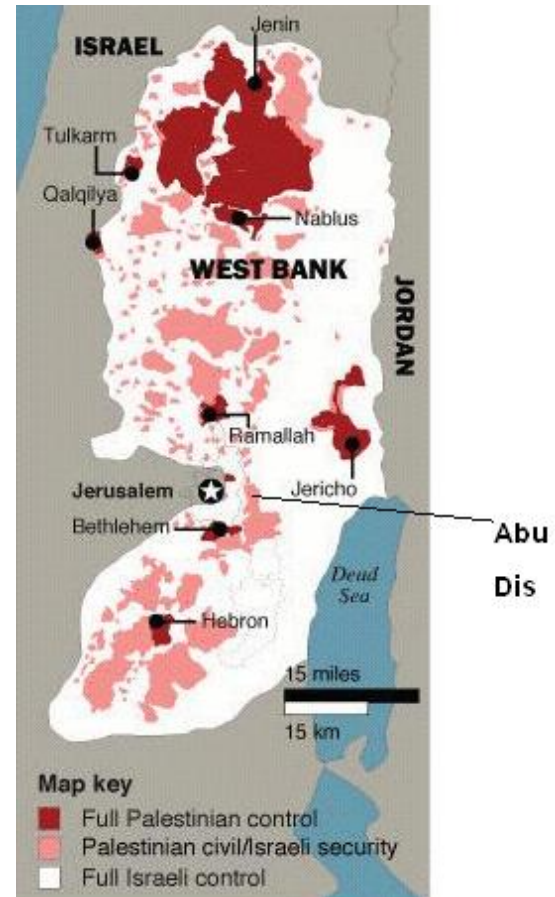 ISRAEL
Jenin
Tulkarm
Qalqilya
Nablus
WEST BANK
JORDAN
Ramallah
Jerusalem
Jericho
Bethlehem
Abu
Dis
Dead
Sea
Hebron
15 miles
15 km
Map key
Full Palestinian control
Palestinian civil/Israeli security
Full Israeli control